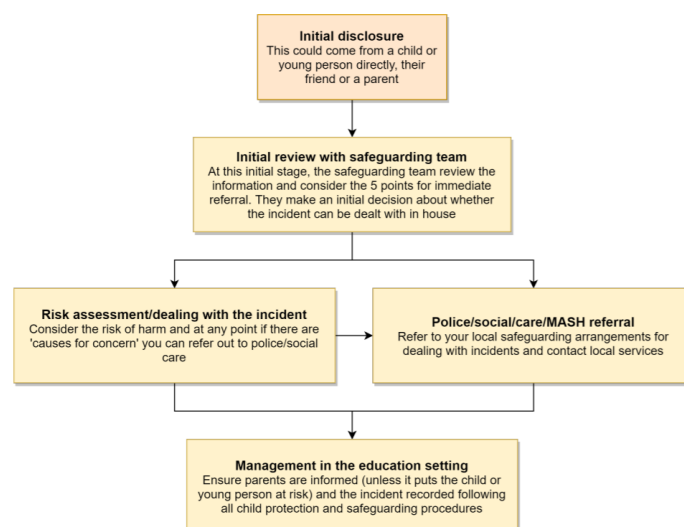 Initial disclosure
This could come from a child or
young person directly, their
friend or a parent
Initial review with safeguarding team
At this initial stage, the safeguarding team review the
information and consider the 5 points for immediate
referral. They make an initial decision about whether
the incident can be dealt with in house
Risk assessment/dealing with the incident
Consider the risk of harm and at any point if there are
'causes for concern' you can refer out to police/social
care
Police/social/care/MASH referral
Refer to your local safeguarding arrangements for
dealing with incidents and contact local services
Management in the education setting
Ensure parents are informed (unless it puts the child or
young person at risk) and the incident recorded following
all child protection and safeguarding procedures